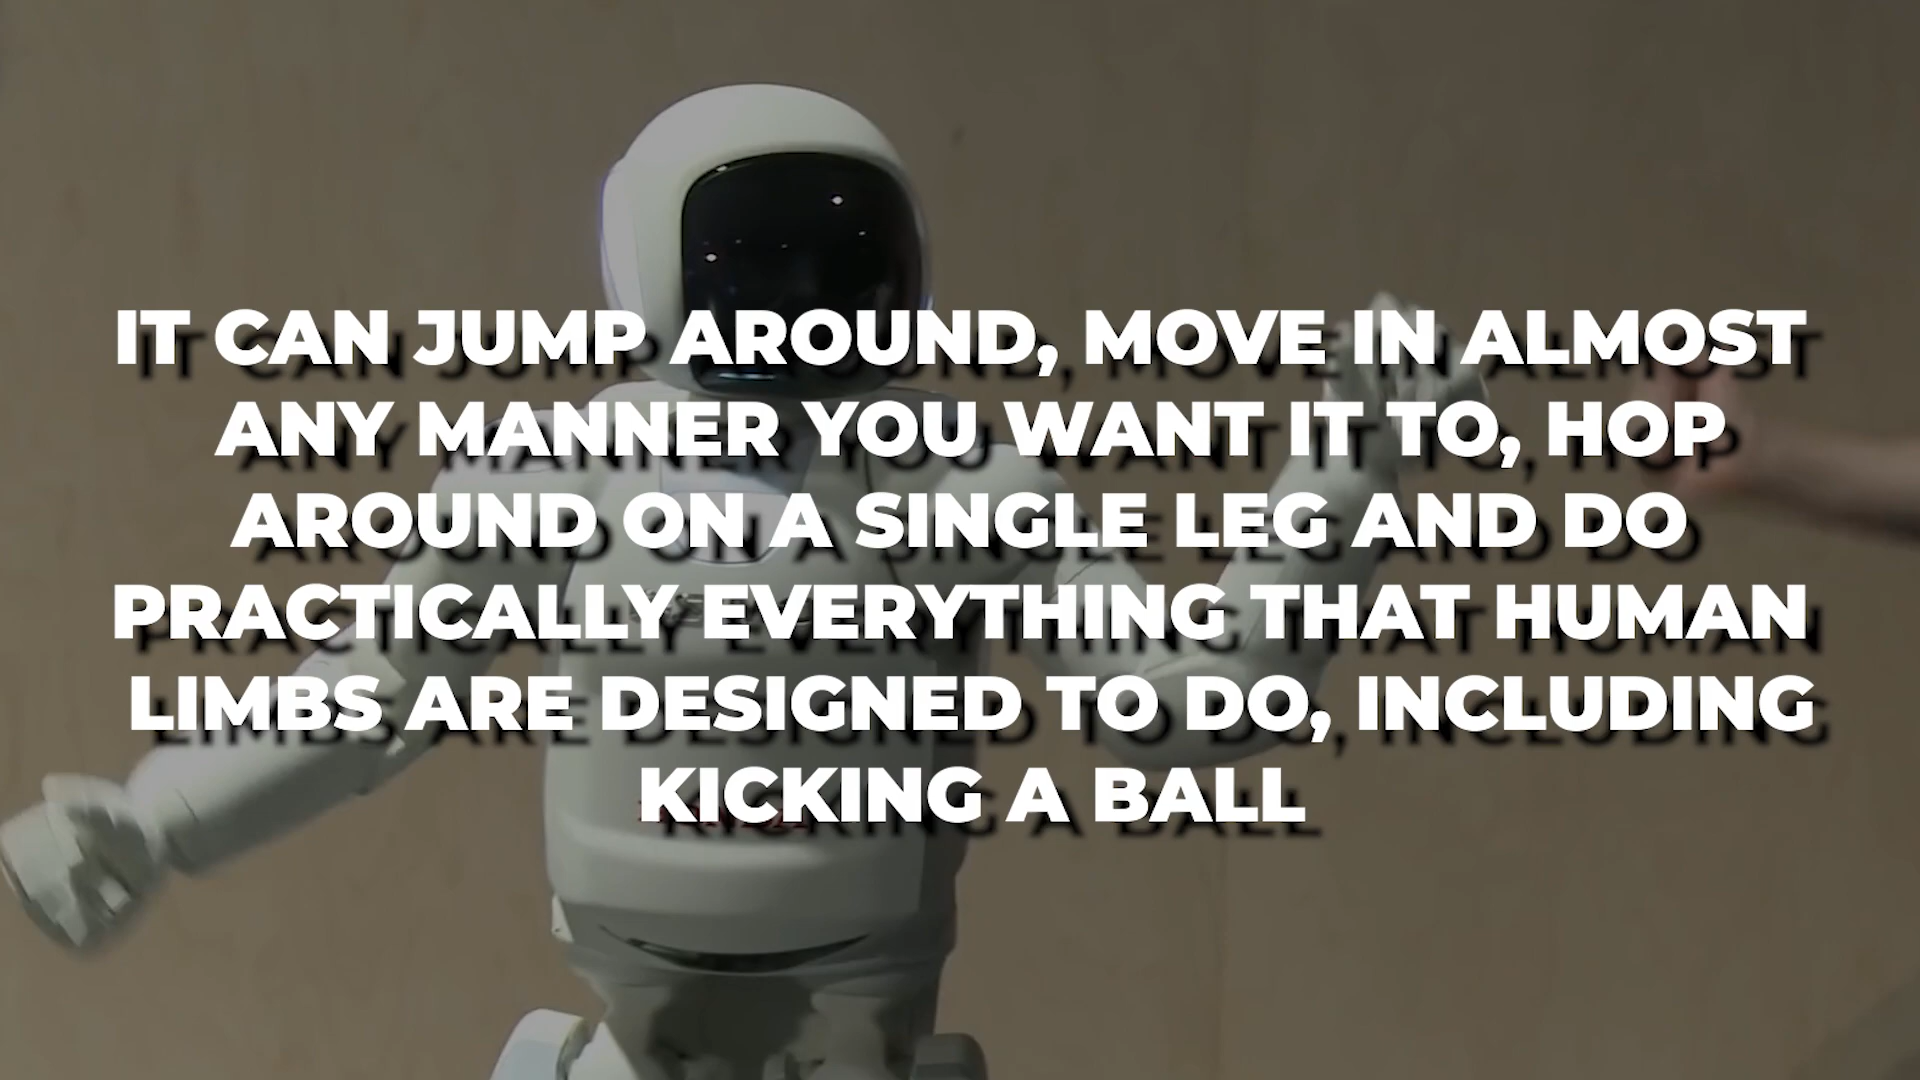 IT CAN JUMP AROUND, MOVE IN ALMOST
ANY MANNER YOU WANT IT TO, HOP
AROUND ON A SINGLE LEG AND DO
PRACTICALLY EVERYTHING THAT HUMAN
LIMBS ARE DESIGNED TO DO, INCLUDING
KICKING A BALL